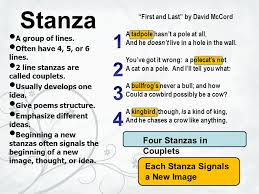 Stanza
A group of lines.
Often have 4, 5, or 6
lines.
2 line stanzas are
called couplets.
Usually develops one
idea.
Give poems structure.
Emphasize different
ideas.
Beginning a new
stanzas often signals the
beginning of a new
image, thought, or idea.
"First and Last" by David McCord
1
A tadpole hasn't a pole at all,
And he doesn't live in a hole in the wall.
2
You've got it wrong: a polecat's not
A cat on a pole. And I'll tell you what:
3
A bullfrog's never a bull; and how
Could a cowbird possibly be a cow?
4
A kingbird, though, is a kind of king,
And he chases a crow like anything.
Four Stanzas in
Couplets
Each Stanza Signals
a New Image